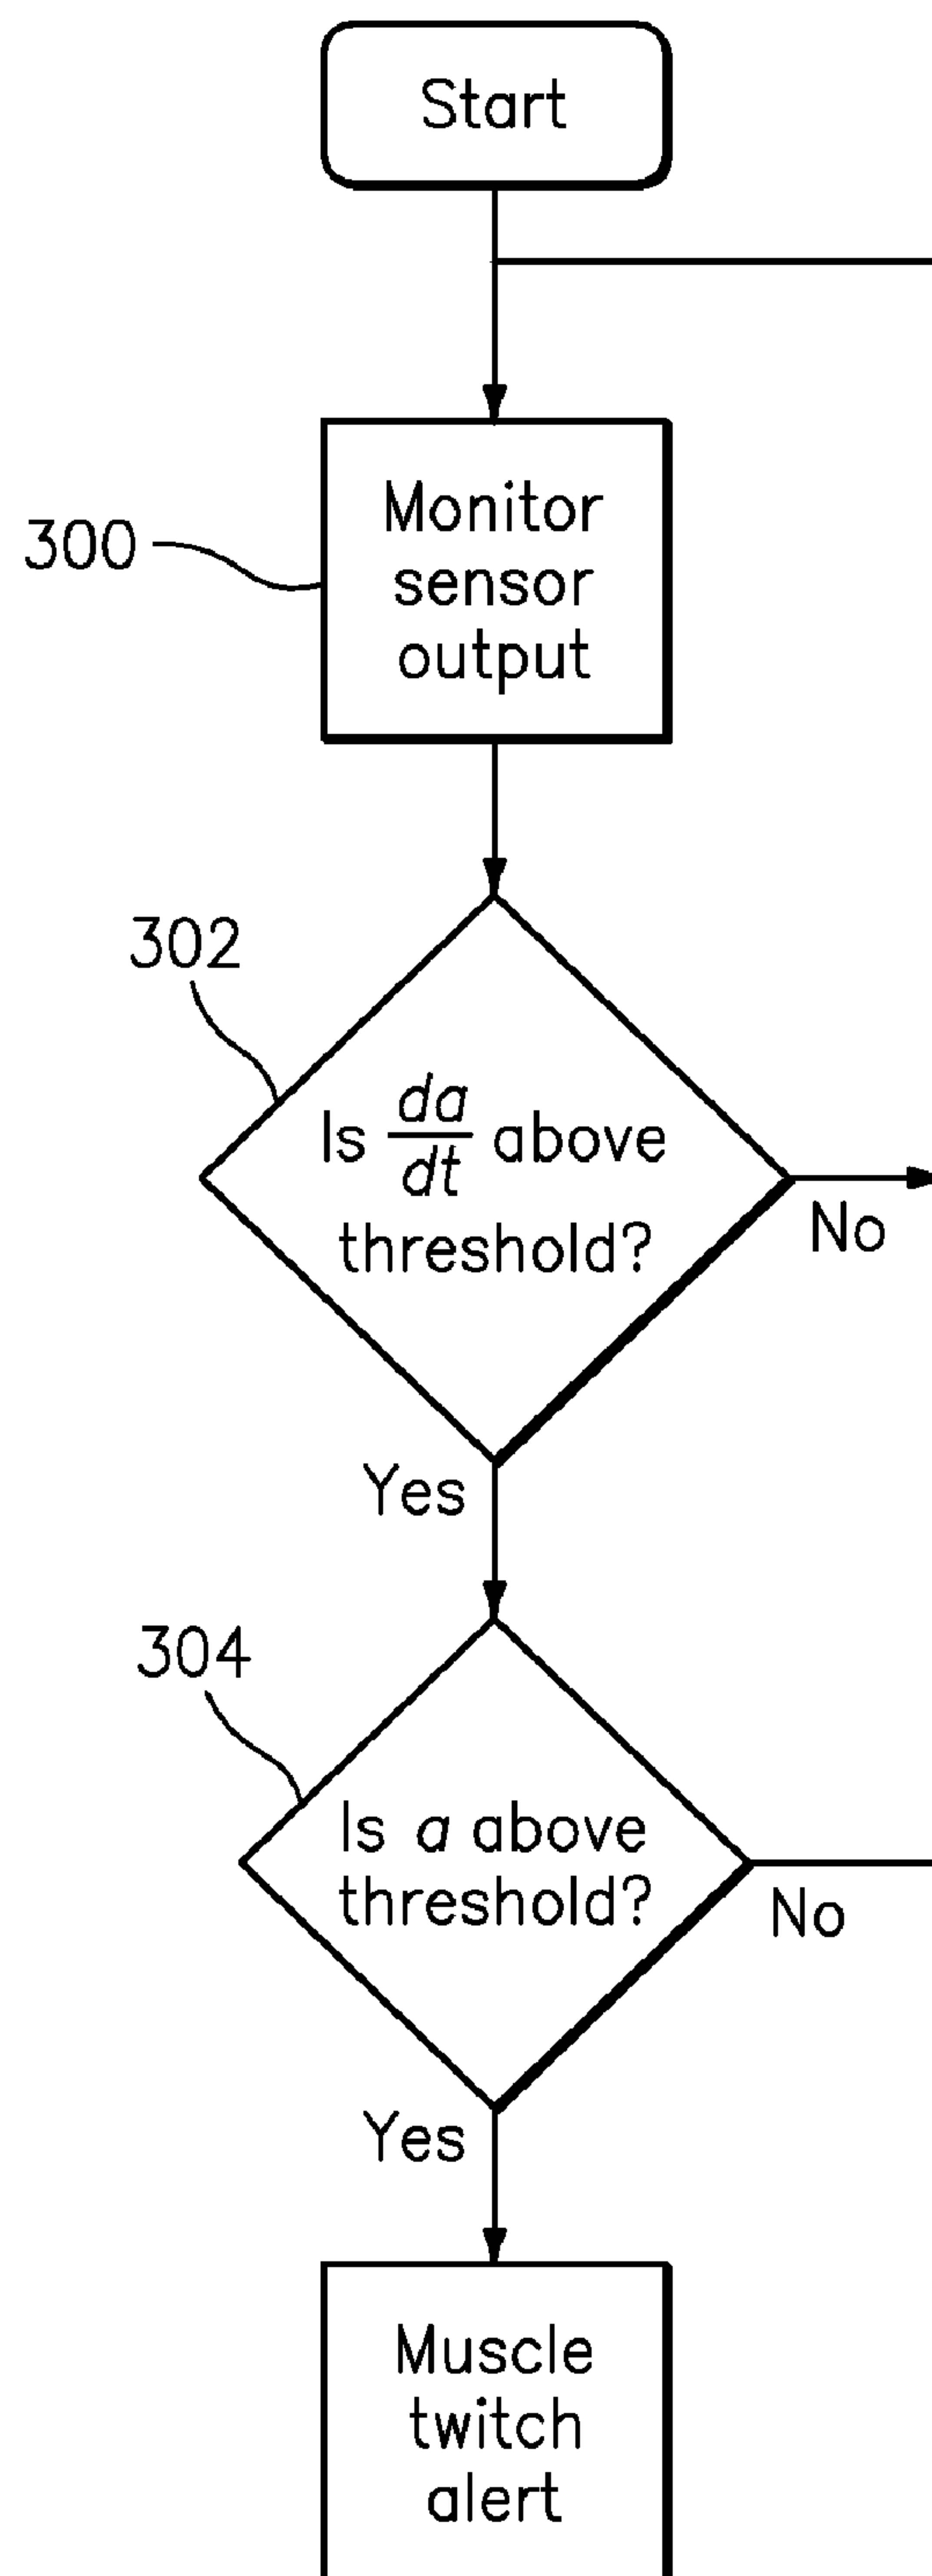 Start
300
Monitor
sensor
output
302
Is da/dt above
threshold?
No
Yes
304
Is a above
threshold?
No
Yes
Muscle
twitch
alert